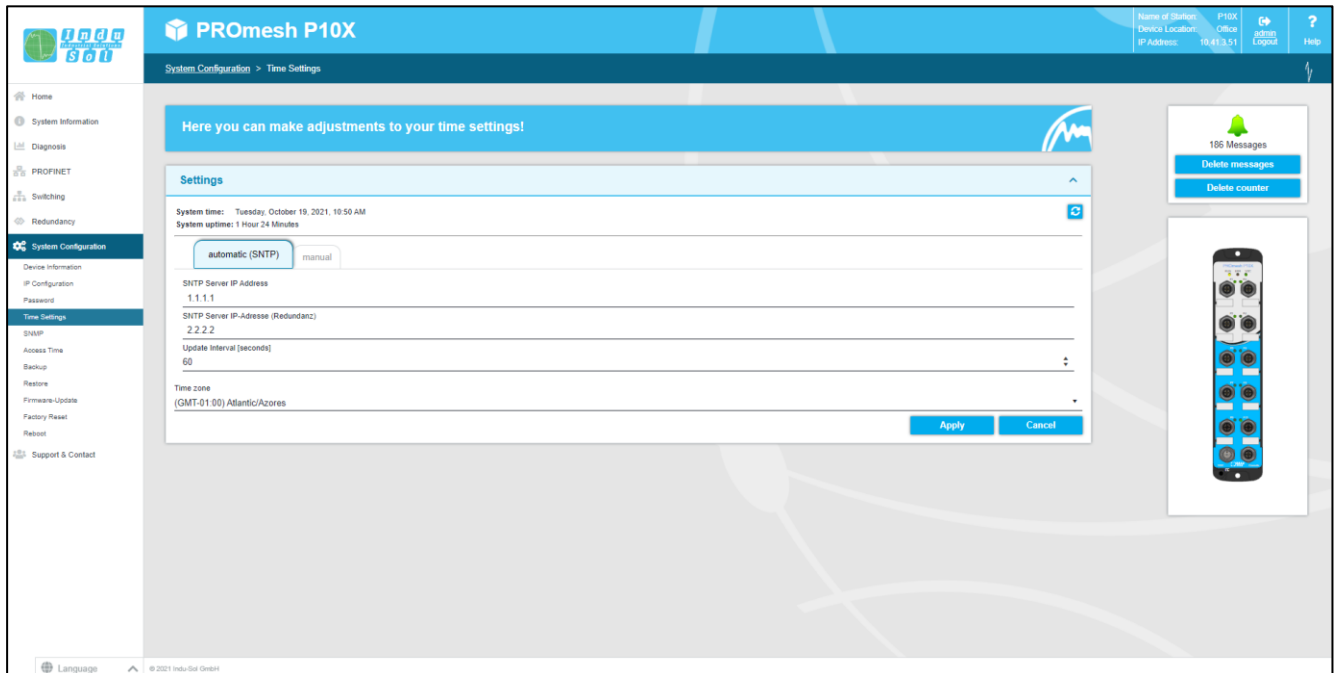 Indu
Industrial Solutions
Sol
PROmesh P10X
Name of Station: P10X
Device Location: Office
IP Address: 10.41.3.51
admin
Logout
?
Help
System Configuration > Time Settings
Home
System Information
Diagnosis
PROFINET
Switching
Redundancy
System Configuration
Device Information
IP Configuration
Password
Time Settings
SNMP
Access Time
Backup
Restore
Firmware-Update
Factory Reset
Reboot
Support & Contact
Here you can make adjustments to your time settings!
Settings
System time: Tuesday, October 19, 2021, 10:50 AM
System uptime: 1 Hour 24 Minutes
automatic (SNTP)
manual
SNTP Server IP Address
1.1.1.1
SNTP Server IP-Adresse (Redundanz)
2.2.2.2
Update Interval [seconds]
60
Time zone
(GMT-01:00) Atlantic/Azores
Apply
Cancel
186 Messages
Delete messages
Delete counter
PROmesh P10X
Language
© 2021 Indu-Sol GmbH